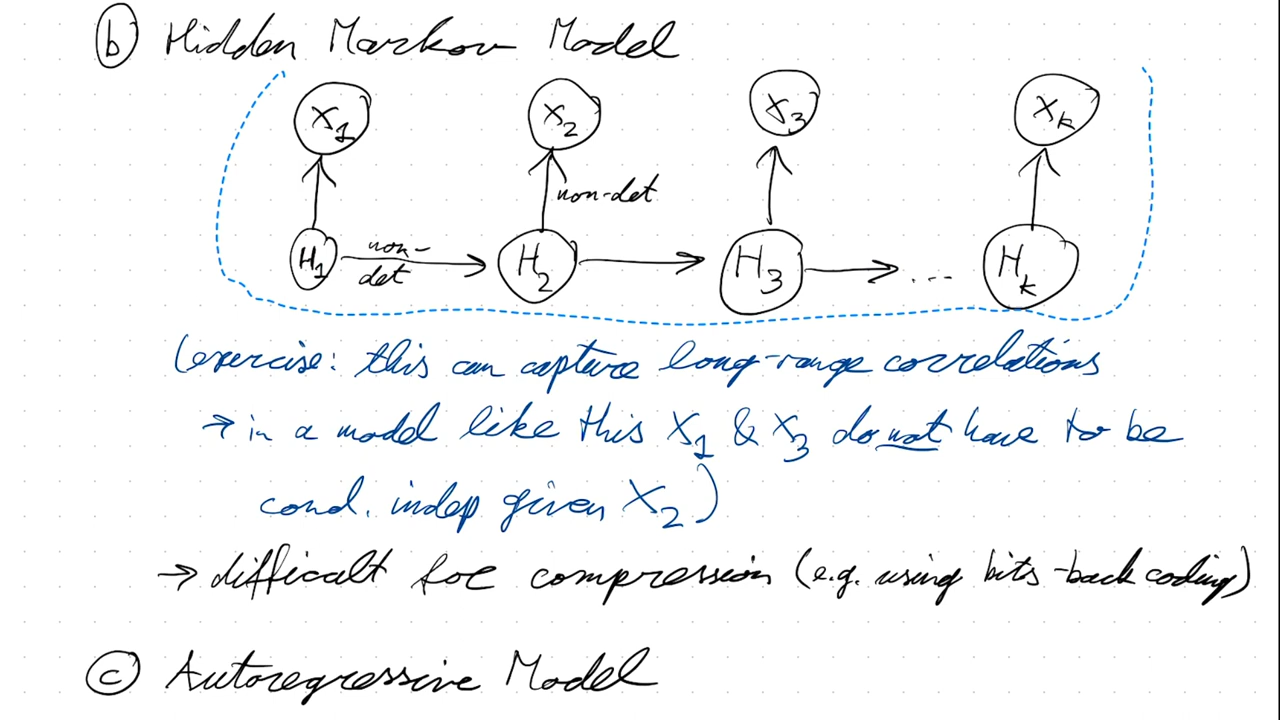 b Hidden Markov Model
X1 X2 X3 Xk
non-det
H1 non-det H2 H3 ... Hk
(exercise: this can capture long-range correlations
→ in a model like this X1 & X3 do not have to be
cond. indep given X2)
→ difficalt for compression (e.g. using bits-back coding)
c Autoregressive Model